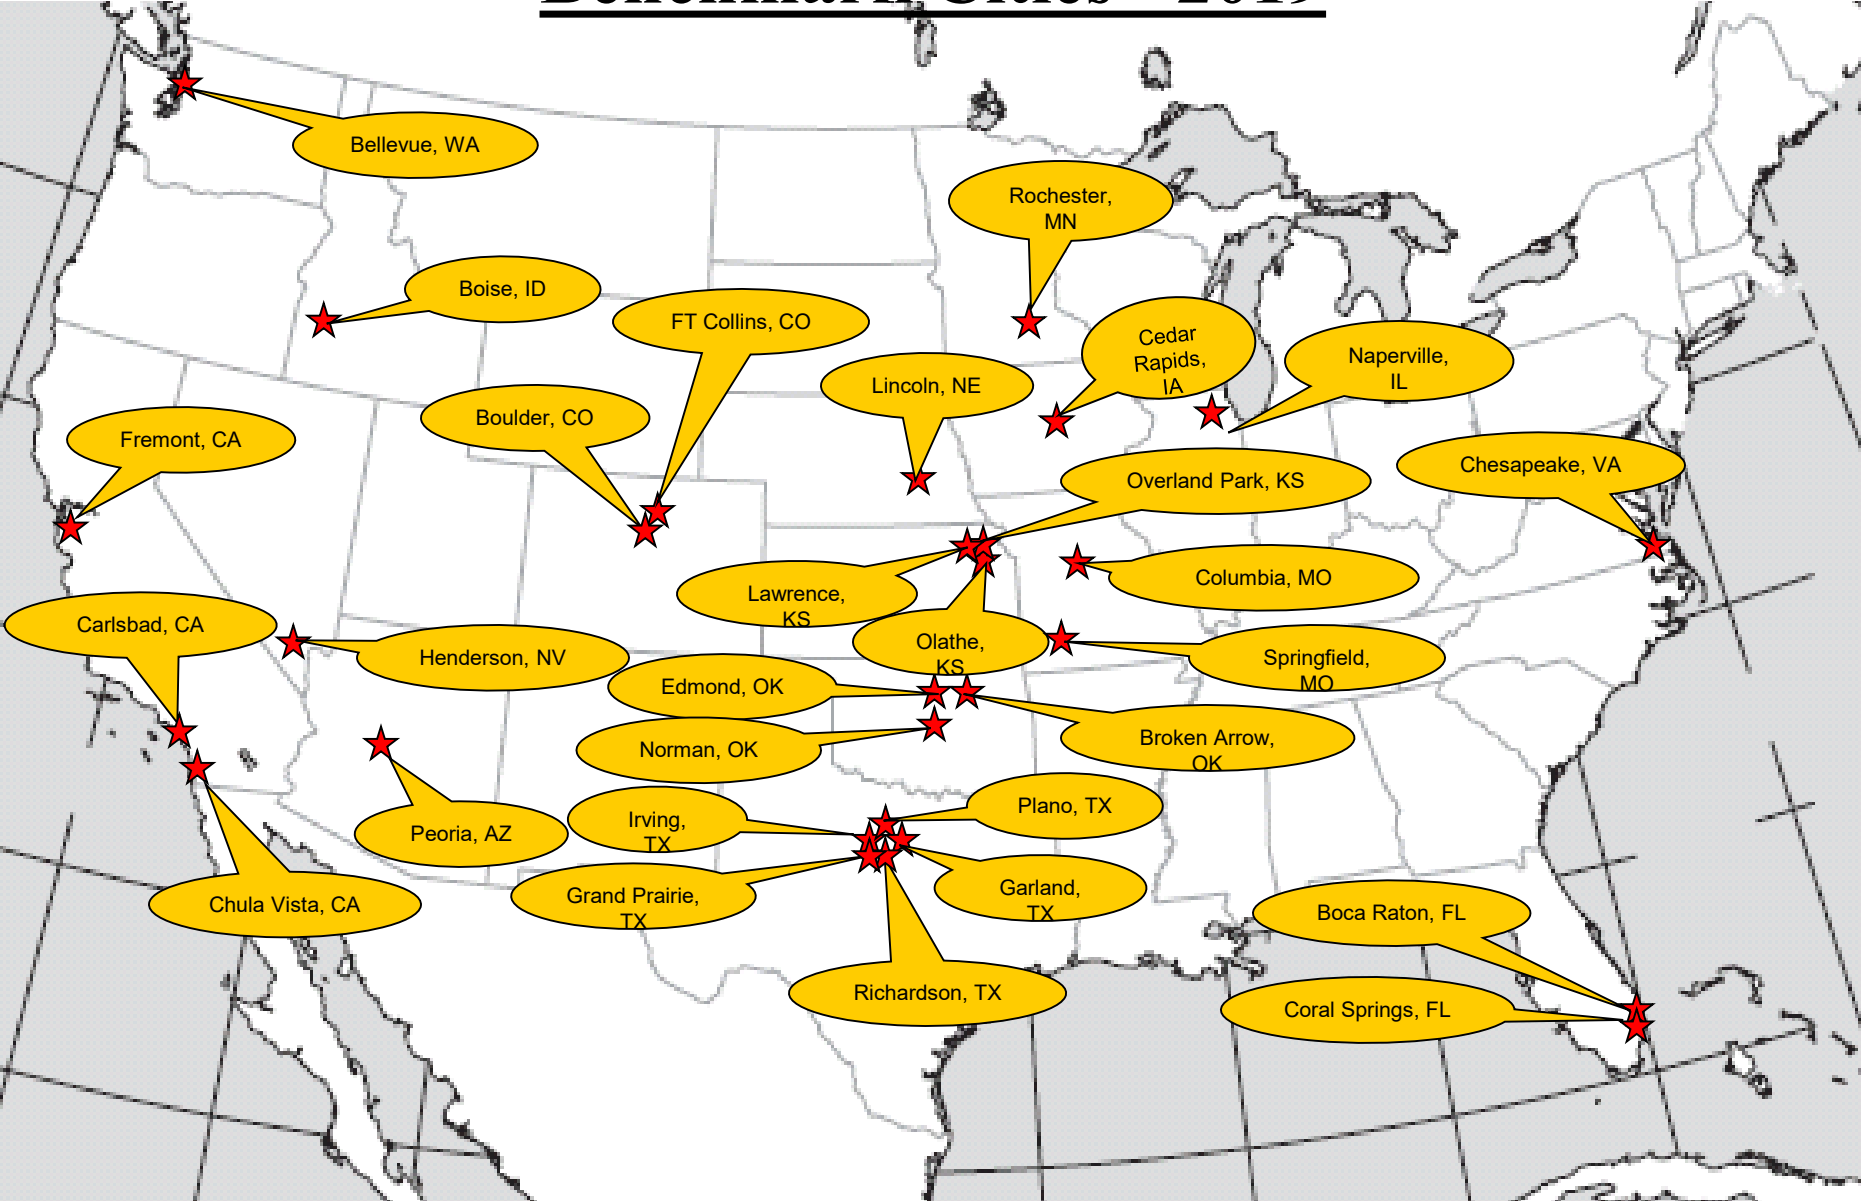 Benchmark Cities - 2019
Bellevue, WA
Rochester,
MN
Boise, ID
FT Collins, CO
Cedar
Rapids,
IA
Naperville,
IL
Lincoln, NE
Boulder, CO
Fremont, CA
Overland Park, KS
Chesapeake, VA
Lawrence,
KS
Columbia, MO
Carlsbad, CA
Olathe,
KS
Henderson, NV
Springfield,
MO
Edmond, OK
Norman, OK
Broken Arrow,
OK
Plano, TX
Irving,
TX
Peoria, AZ
Grand Prairie,
TX
Garland,
TX
Chula Vista, CA
Boca Raton, FL
Richardson, TX
Coral Springs, FL